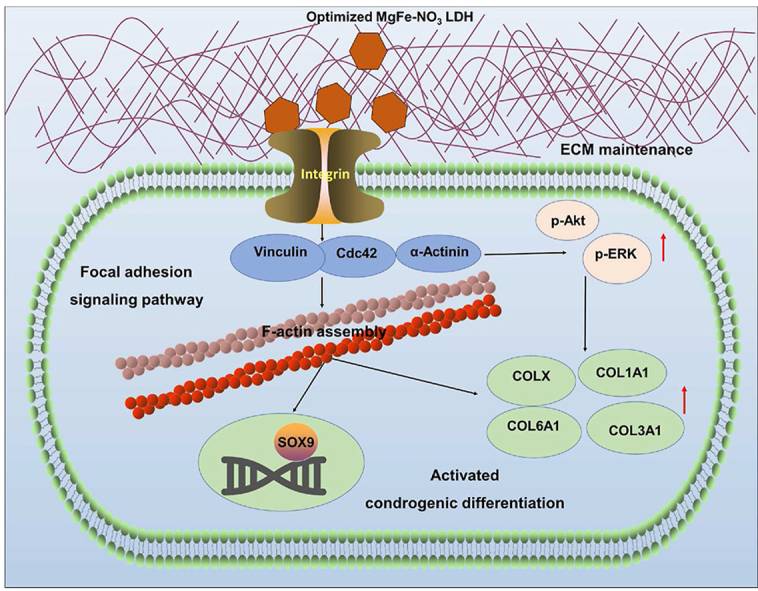 Optimized MgFe-NO3 LDH
ECM maintenance
Integrin
p-Akt
p-ERK
Vinculin
Cdc42
α-Actinin
Focal adhesion
signaling pathway
F-actin assembly
COLX
COL1A1
COL6A1
COL3A1
SOX9
Activated
condrogenic differentiation